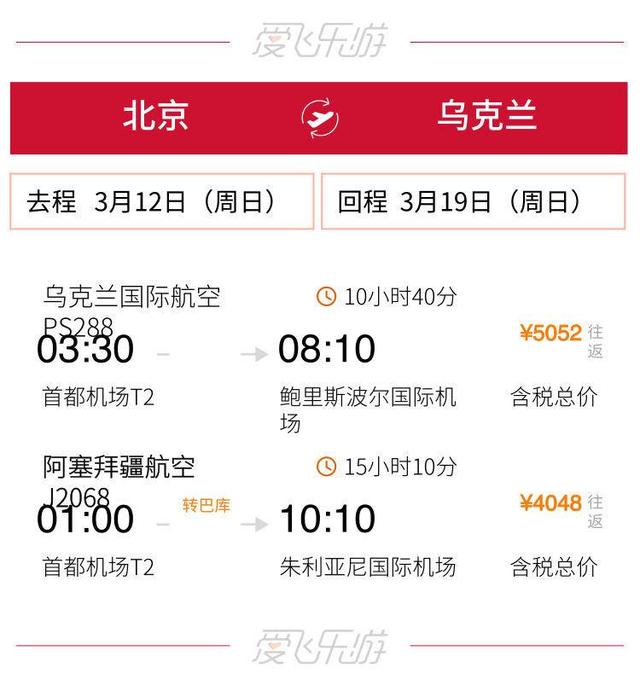 爱飞乐游
北京 乌克兰
去程 3月12日（周日） 回程 3月19日（周日）
乌克兰国际航空 10小时40分
PS288
03:30 08:10 ¥5052 往返
首都机场T2 鲍里斯波尔国际机场 含税总价
阿塞拜疆航空 15小时10分
J2068
01:00 转巴库 10:10 ¥4048 往返
首都机场T2 朱利亚尼国际机场 含税总价
爱飞乐游